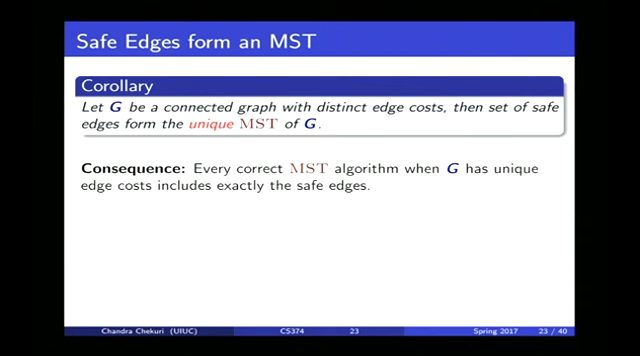 Safe Edges form an MST
Corollary
Let G be a connected graph with distinct edge costs, then set of safe
edges form the unique MST of G.
Consequence: Every correct MST algorithm when G has unique
edge costs includes exactly the safe edges.
Chandra Chekuri (UIUC) CS374 23 Spring 2017 23 / 40